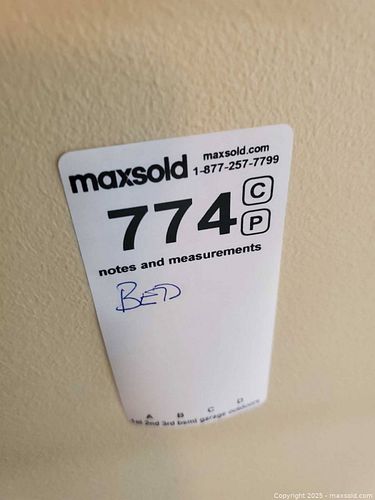 maxsold
maxsold.com
1-877-257-7799
774
C
P
notes and measurements
BED
A B C D
1st 2nd 3rd bsmt garage outdoors
Copyright 2025 - maxsold.com